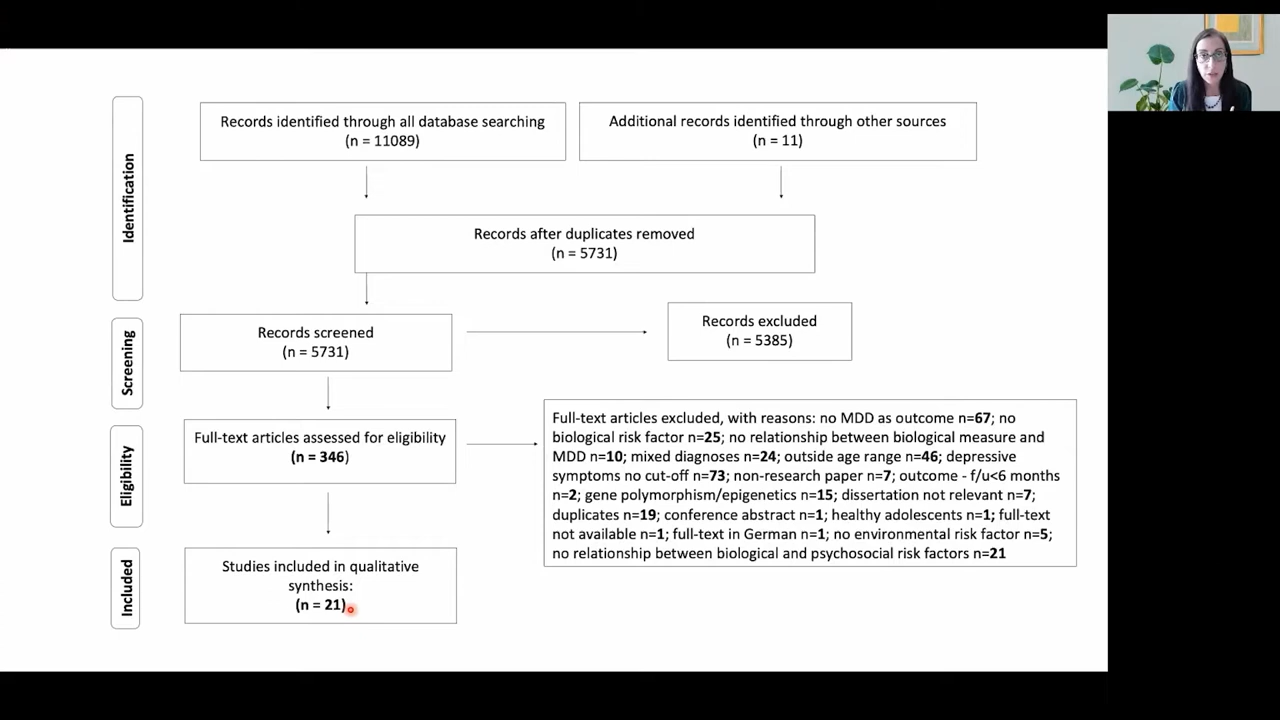 Identification
Records identified through all database searching
(n = 11089)
Additional records identified through other sources
(n = 11)
Records after duplicates removed
(n = 5731)
Screening
Records screened
(n = 5731)
Records excluded
(n = 5385)
Eligibility
Full-text articles assessed for eligibility
(n = 346)
Full-text articles excluded, with reasons: no MDD as outcome n=67; no
biological risk factor n=25; no relationship between biological measure and
MDD n=10; mixed diagnoses n=24; outside age range n=46; depressive
symptoms no cut-off n=73; non-research paper n=7; outcome - f/u<6 months
n=2; gene polymorphism/epigenetics n=15; dissertation not relevant n=7;
duplicates n=19; conference abstract n=1; healthy adolescents n=1; full-text
not available n=1; full-text in German n=1; no environmental risk factor n=5;
no relationship between biological and psychosocial risk factors n=21
Included
Studies included in qualitative
synthesis:
(n = 21)